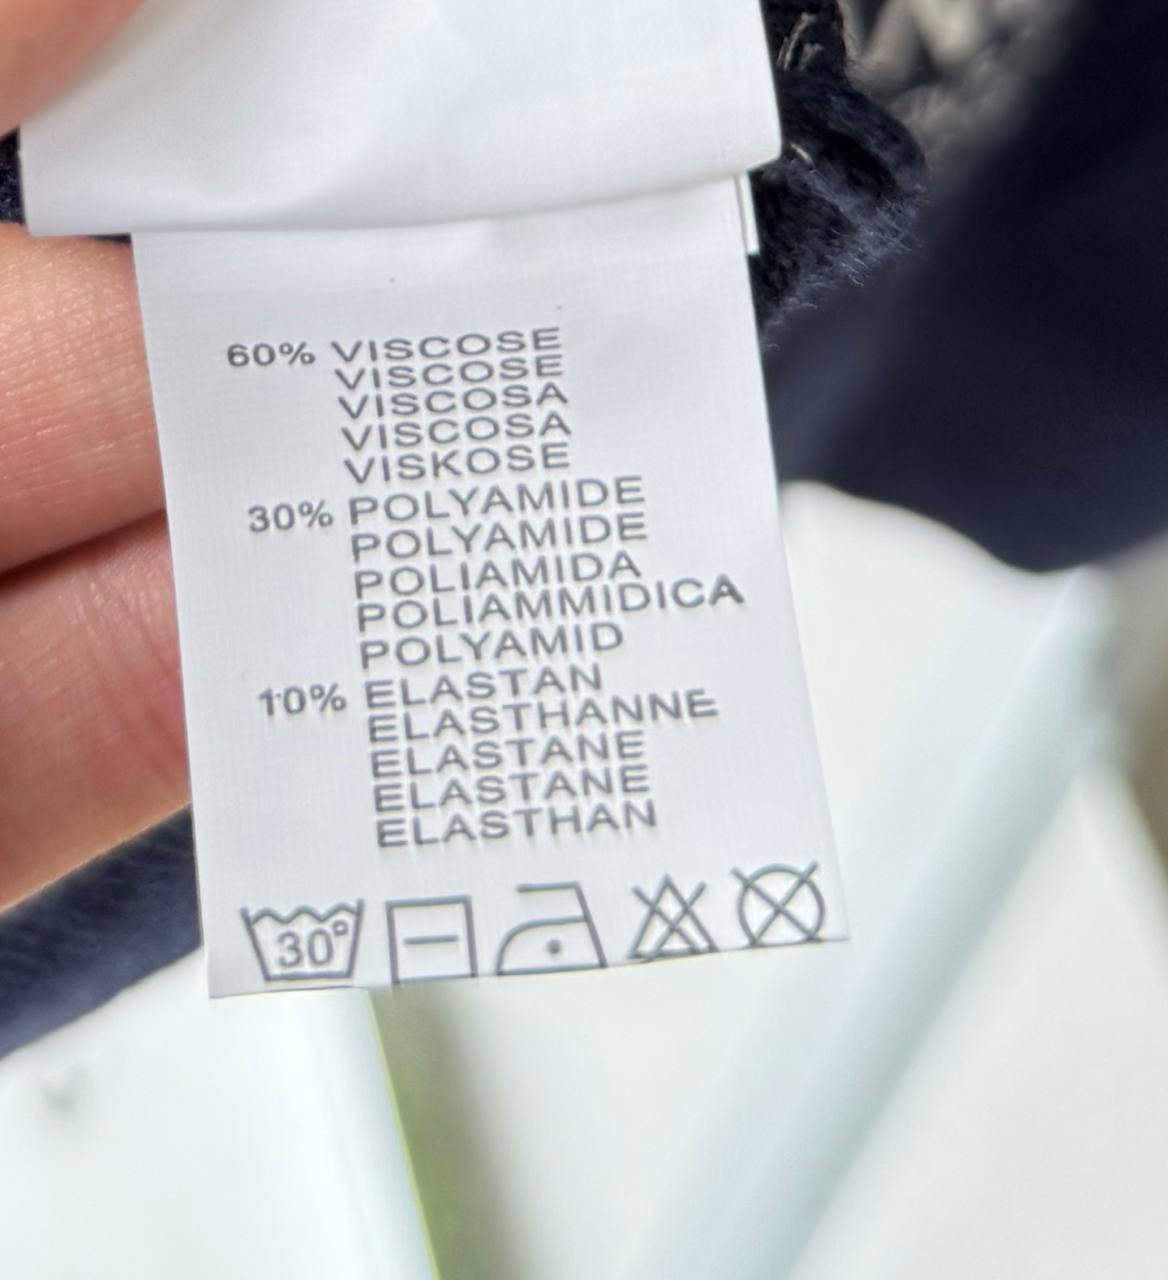 60% VISCOSE
VISCOSE
VISCOSA
VISCOSA
VISKOSE
30% POLYAMIDE
POLYAMIDE
POLIAMIDA
POLIAMMIDICA
POLYAMID
10% ELASTAN
ELASTHANNE
ELASTANE
ELASTANE
ELASTHAN
30°